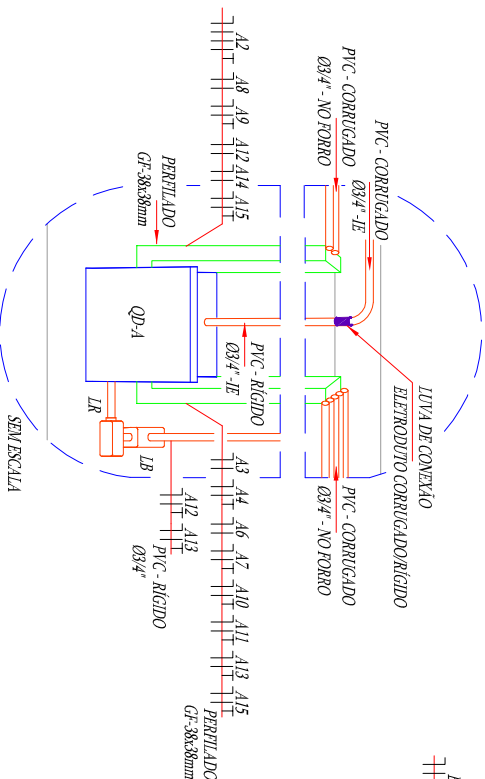 PVC - CORRUGADO
Ø3/4" -IE
PVC - CORRUGADO
Ø3/4" - NO FORRO
LUVA DE CONEXÃO
ELETRODUTO CORRUGADO/RÍGIDO
PVC - CORRUGADO
Ø3/4" - NO FORRO
A2
A8
A9
A12
A14
A15
PERFILADO
GF-38x38mm
QD-A
PVC - RÍGIDO
Ø3/4" -IE
LR
LB
A12
A13
PVC - RÍGIDO
Ø3/4"
A3
A4
A6
A7
A10
A11
A13
A15
PERFILADO
GF-38x38mm
SEM ESCALA